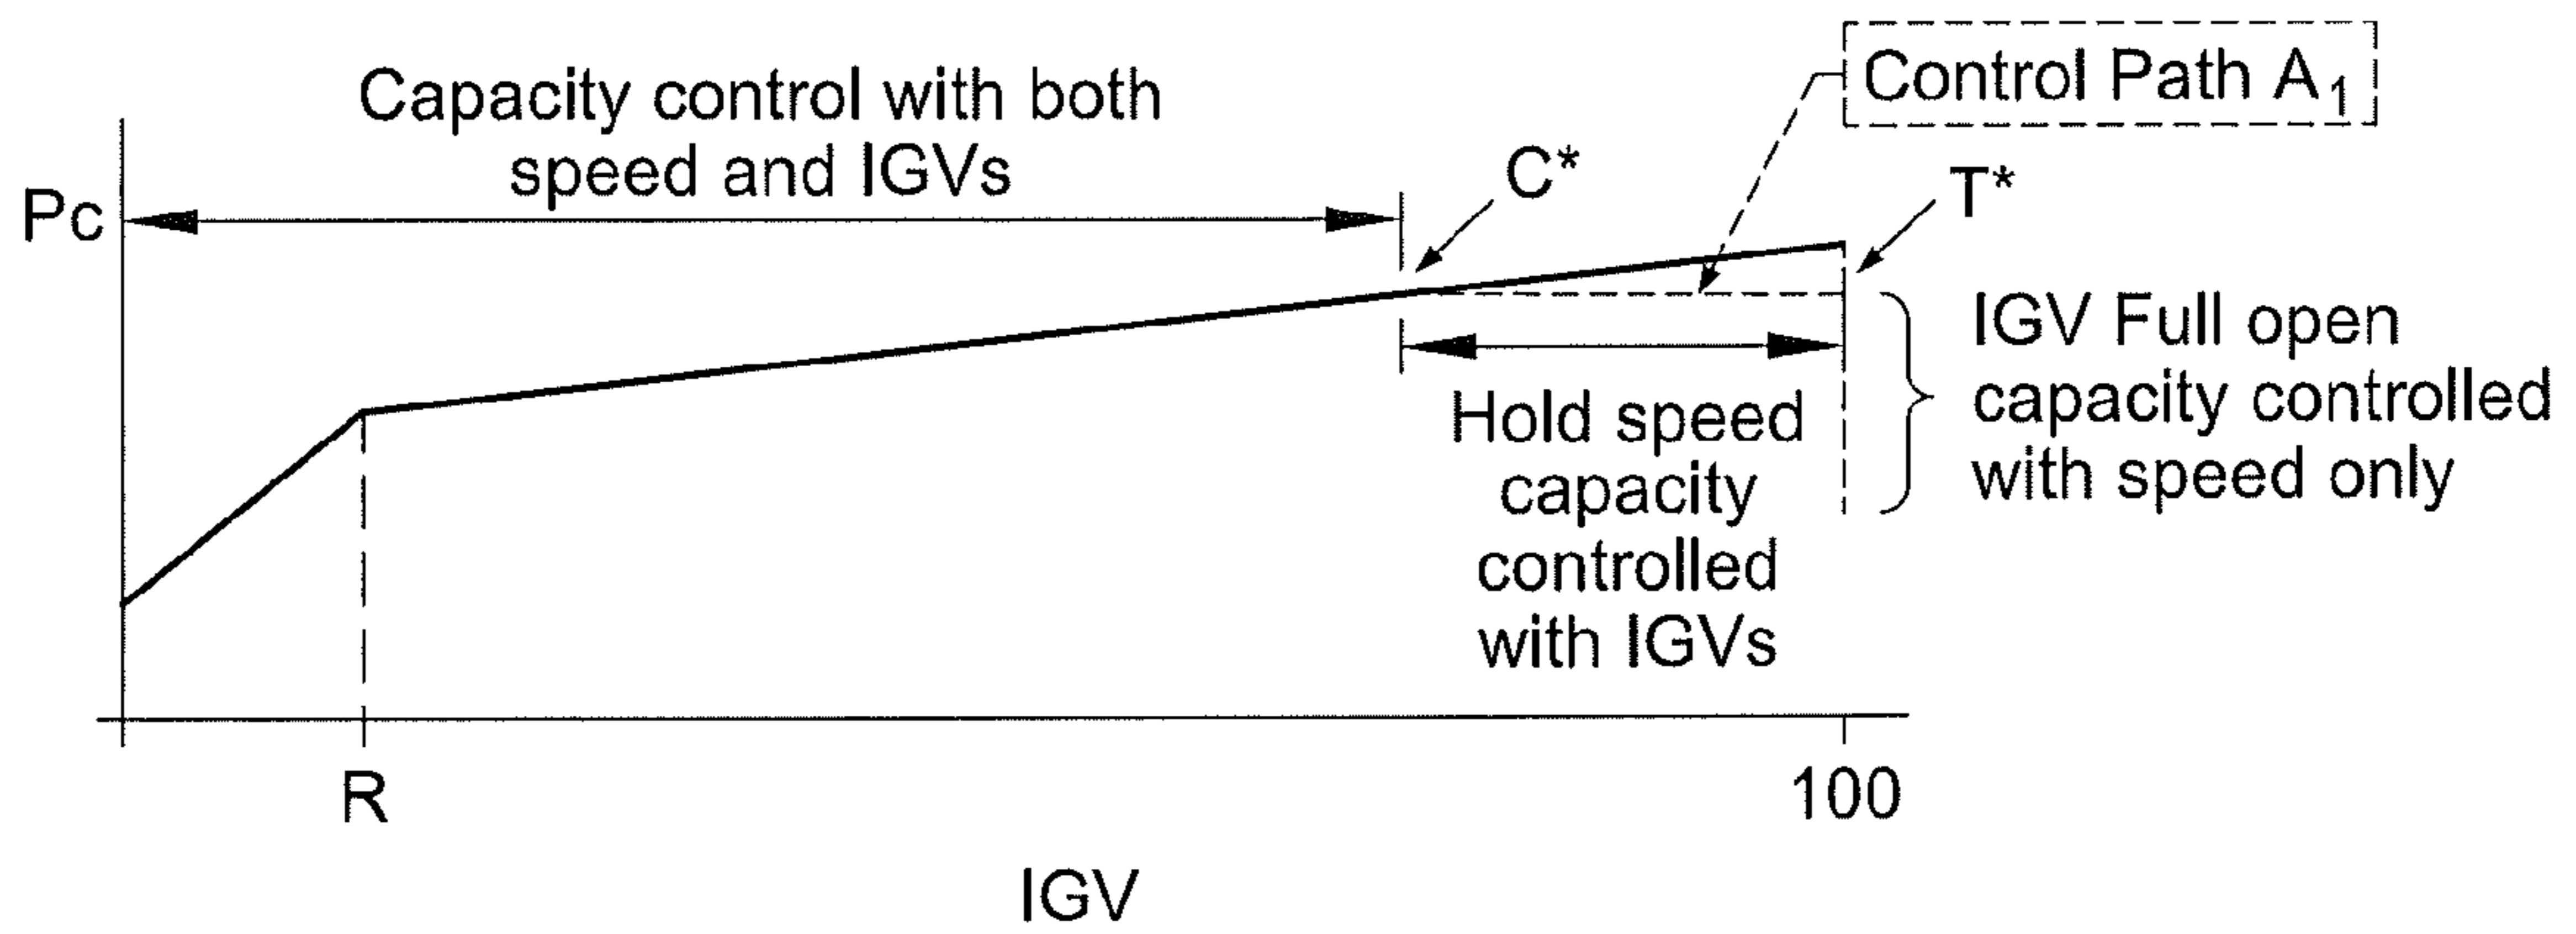 Capacity control with both
speed and IGVs
Control Path A1
C*
T*
Pc
IGV Full open
capacity controlled
with speed only
Hold speed
capacity
controlled
with IGVs
R
100
IGV